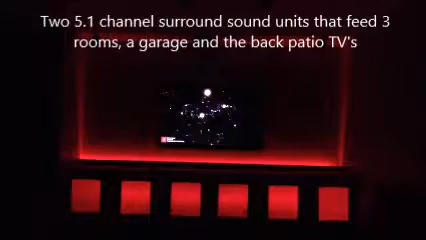 Two 5.1 channel surround sound units that feed 3
rooms, a garage and the back patio TV's